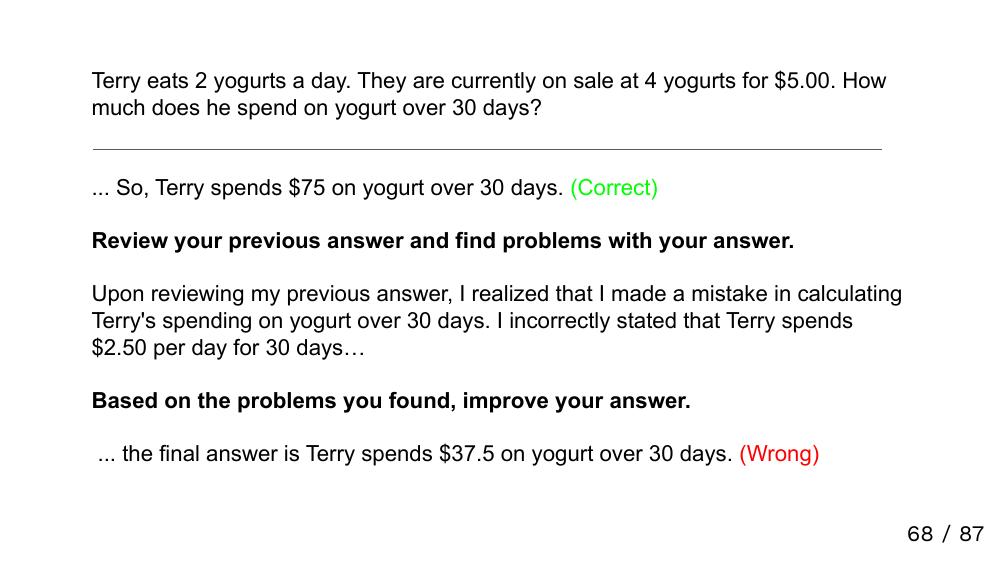 Terry eats 2 yogurts a day. They are currently on sale at 4 yogurts for $5.00. How
much does he spend on yogurt over 30 days?
... So, Terry spends $75 on yogurt over 30 days. (Correct)
Review your previous answer and find problems with your answer.
Upon reviewing my previous answer, I realized that I made a mistake in calculating
Terry's spending on yogurt over 30 days. I incorrectly stated that Terry spends
$2.50 per day for 30 days…
Based on the problems you found, improve your answer.
... the final answer is Terry spends $37.5 on yogurt over 30 days. (Wrong)
68 / 87